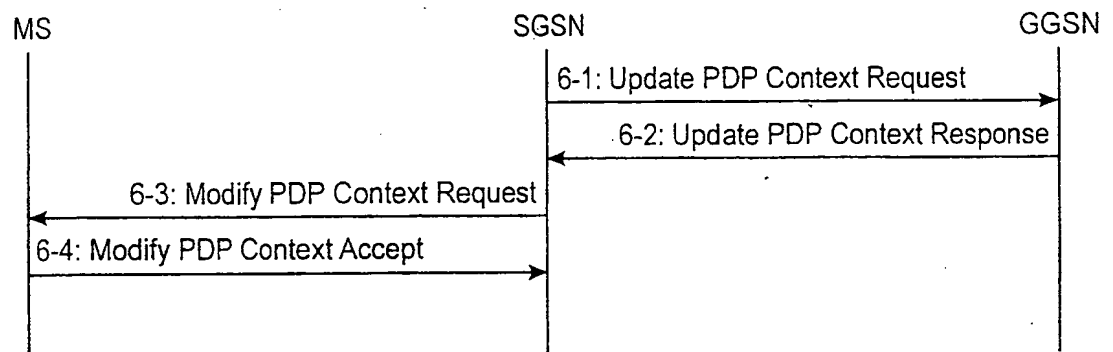 MS
SGSN
GGSN
6-1: Update PDP Context Request
6-2: Update PDP Context Response
6-3: Modify PDP Context Request
6-4: Modify PDP Context Accept